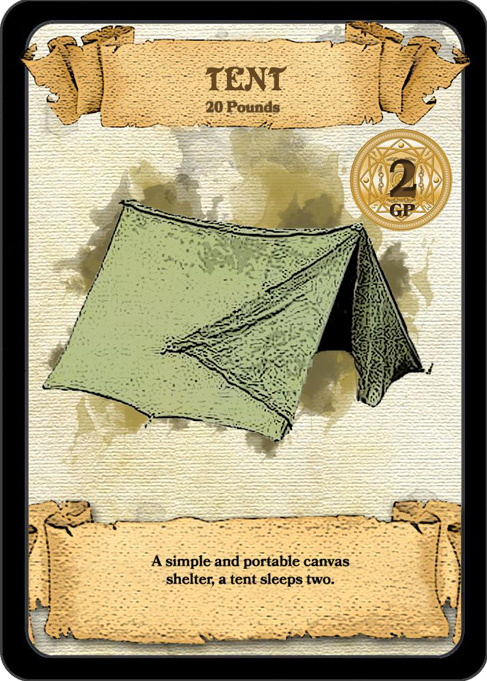 TENT
20 Pounds
2
GP
A simple and portable canvas
shelter, a tent sleeps two.